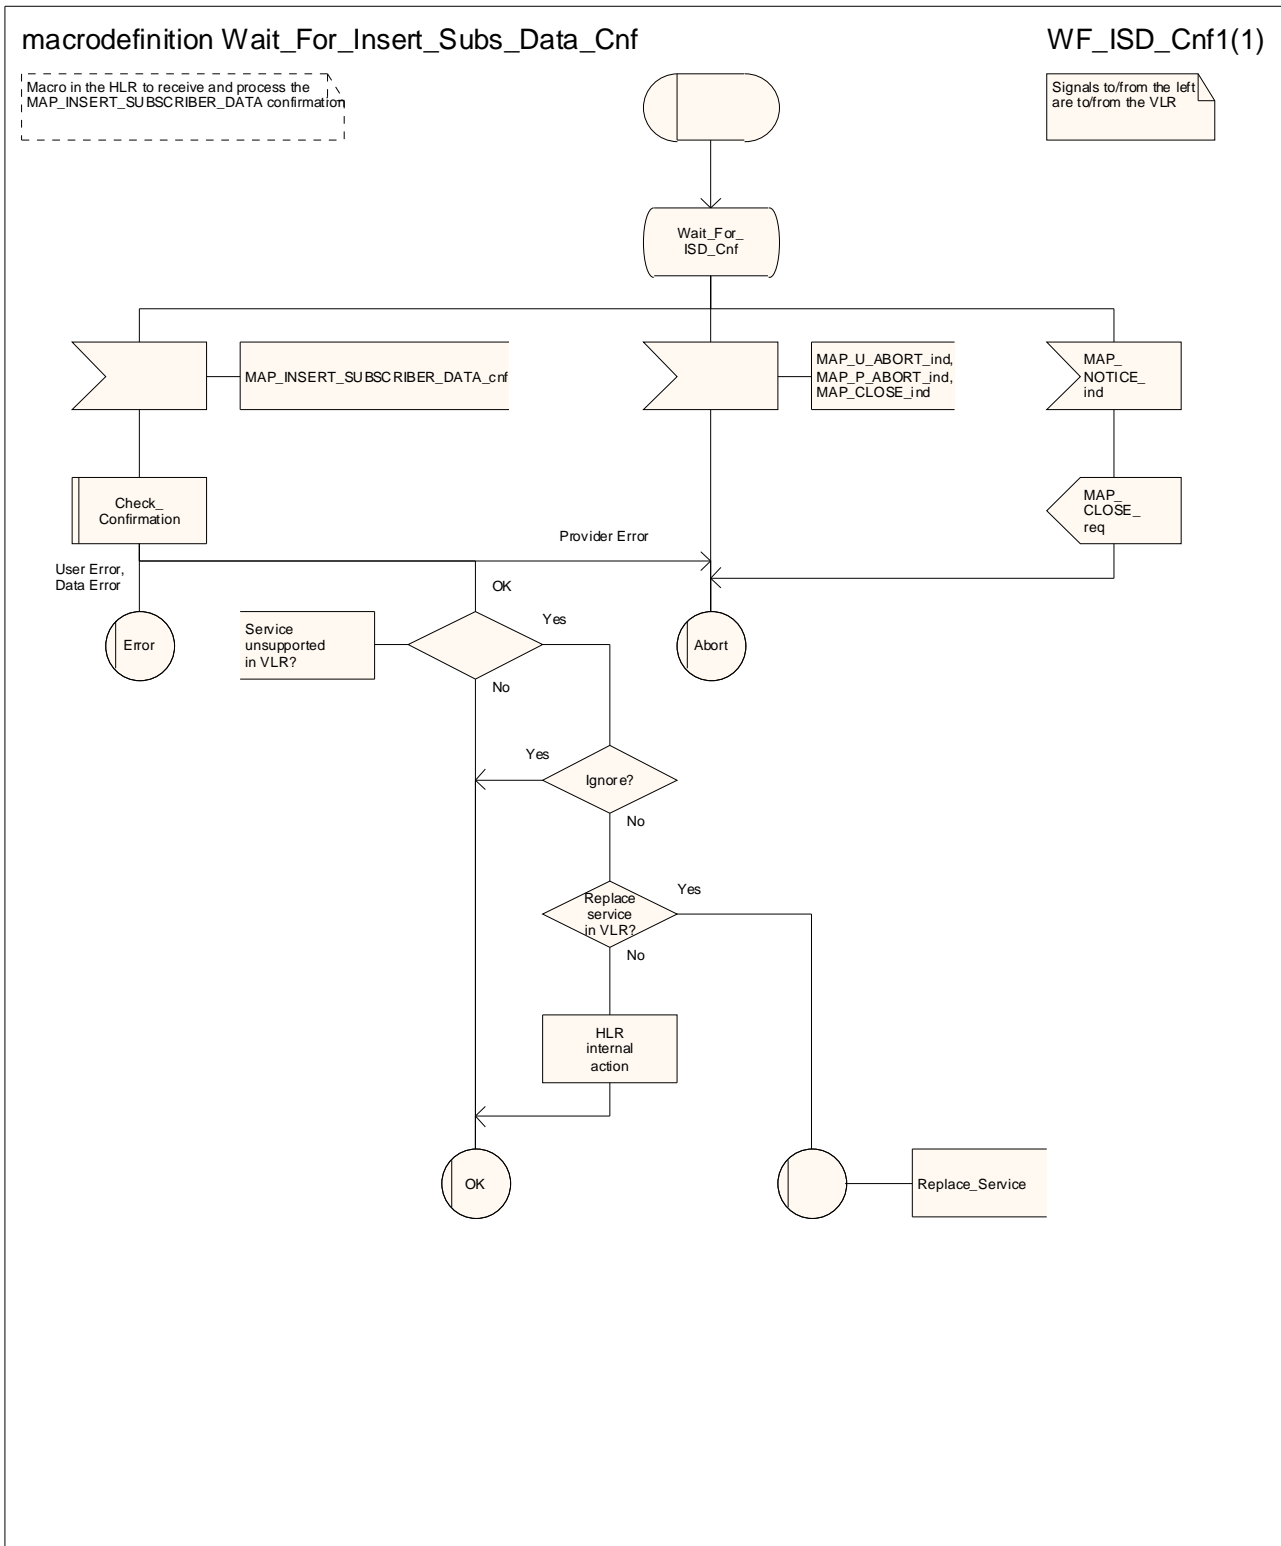 macrodefinition Wait_For_Insert_Subs_Data_Cnf
WF_ISD_Cnf1(1)
Macro in the HLR to receive and process the
MAP_INSERT_SUBSCRIBER_DATA confirmation
Signals to/from the left
are to/from the VLR
Wait_For_
ISD_Cnf
MAP_INSERT_SUBSCRIBER_DATA_cnf
MAP_U_ABORT_ind,
MAP_P_ABORT_ind,
MAP_CLOSE_ind
MAP_
NOTICE_
ind
Check_
Confirmation
MAP_
CLOSE_
req
Provider Error
User Error,
Data Error
OK
Error
Service
unsupported
in VLR?
Yes
No
Abort
Yes
Ignore?
No
Replace
service
in VLR?
Yes
No
HLR
internal
action
OK
Replace_Service